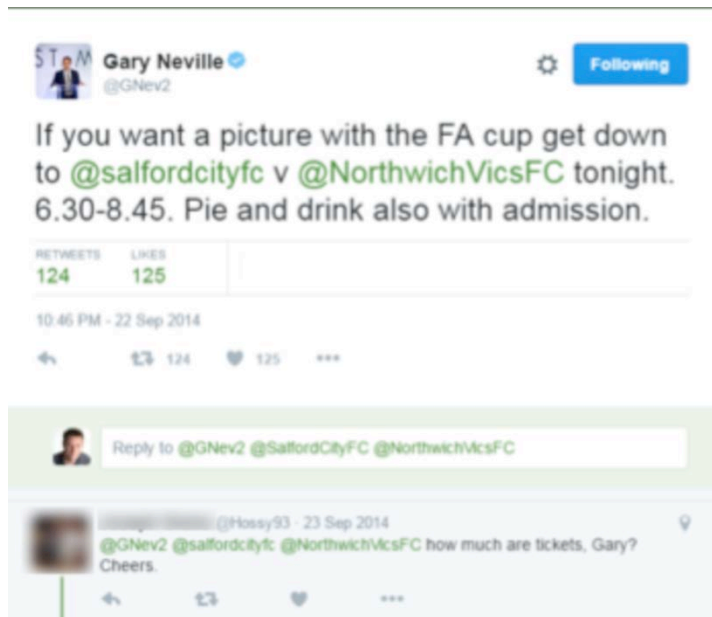 ST M
Gary Neville
Following
@GNev2
If you want a picture with the FA cup get down
to @salfordcityfc v @NorthwichVicsFC tonight.
6.30-8.45. Pie and drink also with admission.
RETWEETS LIKES
124 125
10:46 PM - 22 Sep 2014
124 125
Reply to @GNev2 @SalfordCityFC @NorthwichVicsFC
@Hossy93 · 23 Sep 2014
@GNev2 @salfordcityfc @NorthwichVicsFC how much are tickets, Gary?
Cheers.